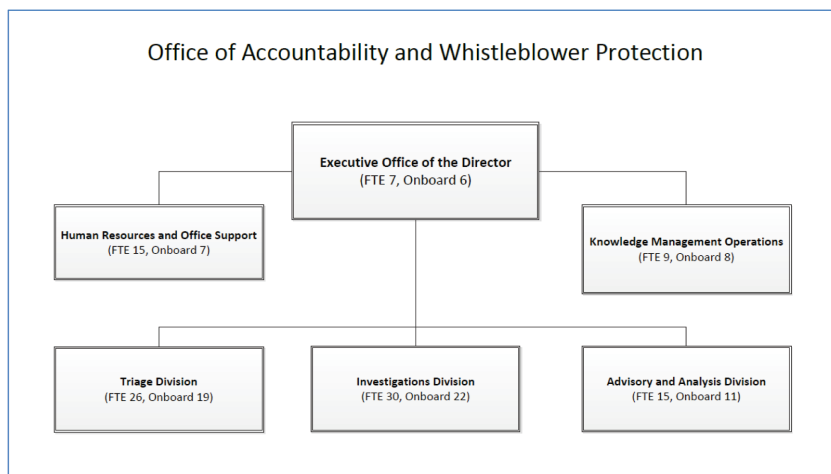 Office of Accountability and Whistleblower Protection
Executive Office of the Director
(FTE 7, Onboard 6)
Human Resources and Office Support
(FTE 15, Onboard 7)
Knowledge Management Operations
(FTE 9, Onboard 8)
Triage Division
(FTE 26, Onboard 19)
Investigations Division
(FTE 30, Onboard 22)
Advisory and Analysis Division
(FTE 15, Onboard 11)